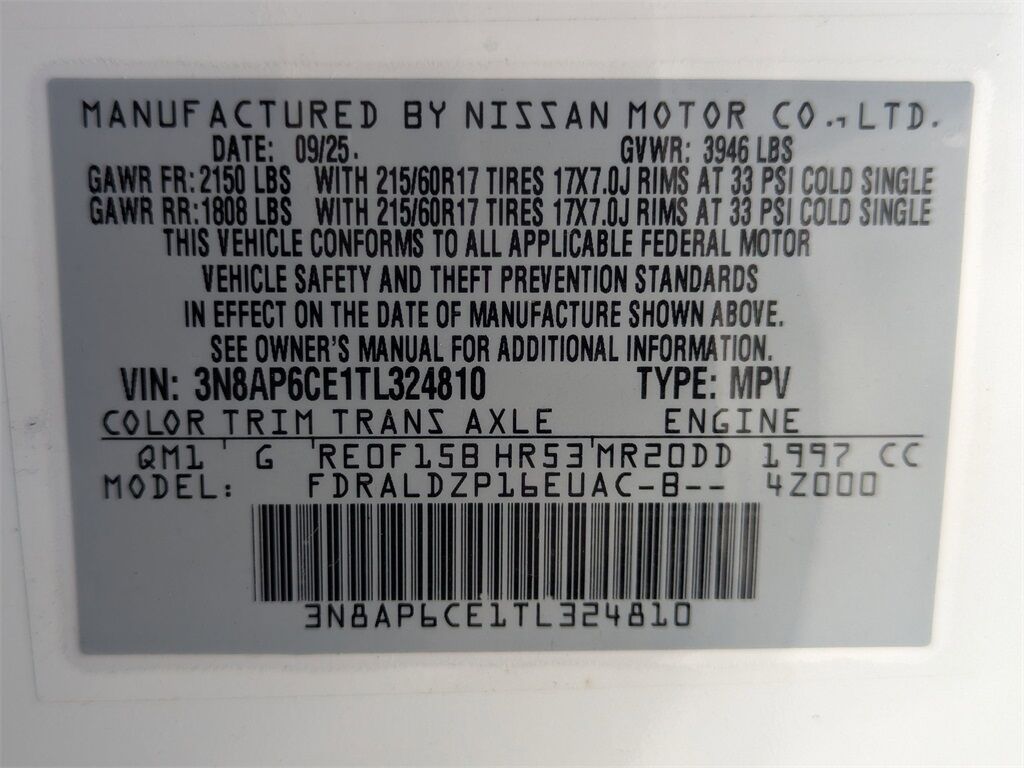 MANUFACTURED BY NISSAN MOTOR CO., LTD.
DATE: 09/25. GVWR: 3946 LBS
GAWR FR: 2150 LBS WITH 215/60R17 TIRES 17X7.0J RIMS AT 33 PSI COLD SINGLE
GAWR RR: 1808 LBS WITH 215/60R17 TIRES 17X7.0J RIMS AT 33 PSI COLD SINGLE
THIS VEHICLE CONFORMS TO ALL APPLICABLE FEDERAL MOTOR
VEHICLE SAFETY AND THEFT PREVENTION STANDARDS
IN EFFECT ON THE DATE OF MANUFACTURE SHOWN ABOVE.
SEE OWNER'S MANUAL FOR ADDITIONAL INFORMATION.
VIN: 3N8AP6CE1TL324810 TYPE: MPV
COLOR TRIM TRANS AXLE ENGINE
QM1 G RE0F15B HR53 MR20DD 1997 CC
MODEL: FDRALDZP16EUAC-B-- 4Z000
3N8AP6CE1TL324810